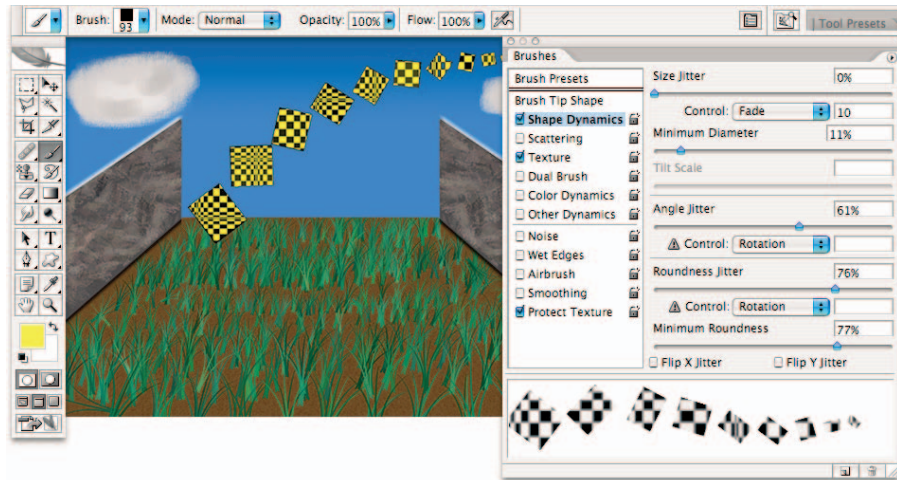 Brush: 93 Mode: Normal Opacity: 100% Flow: 100% Tool Presets
Brushes
Brush Presets
Brush Tip Shape
Shape Dynamics
Scattering
Texture
Dual Brush
Color Dynamics
Other Dynamics
Noise
Wet Edges
Airbrush
Smoothing
Protect Texture
Size Jitter 0%
Control: Fade 10
Minimum Diameter 11%
Tilt Scale
Angle Jitter 61%
Control: Rotation
Roundness Jitter 76%
Control: Rotation
Minimum Roundness 77%
Flip X Jitter Flip Y Jitter
T